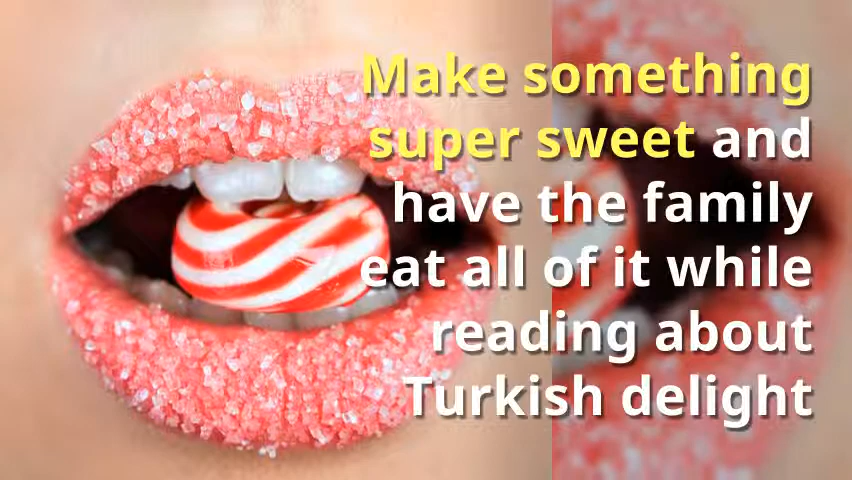 Make something
super sweet and
have the family
eat all of it while
reading about
Turkish delight